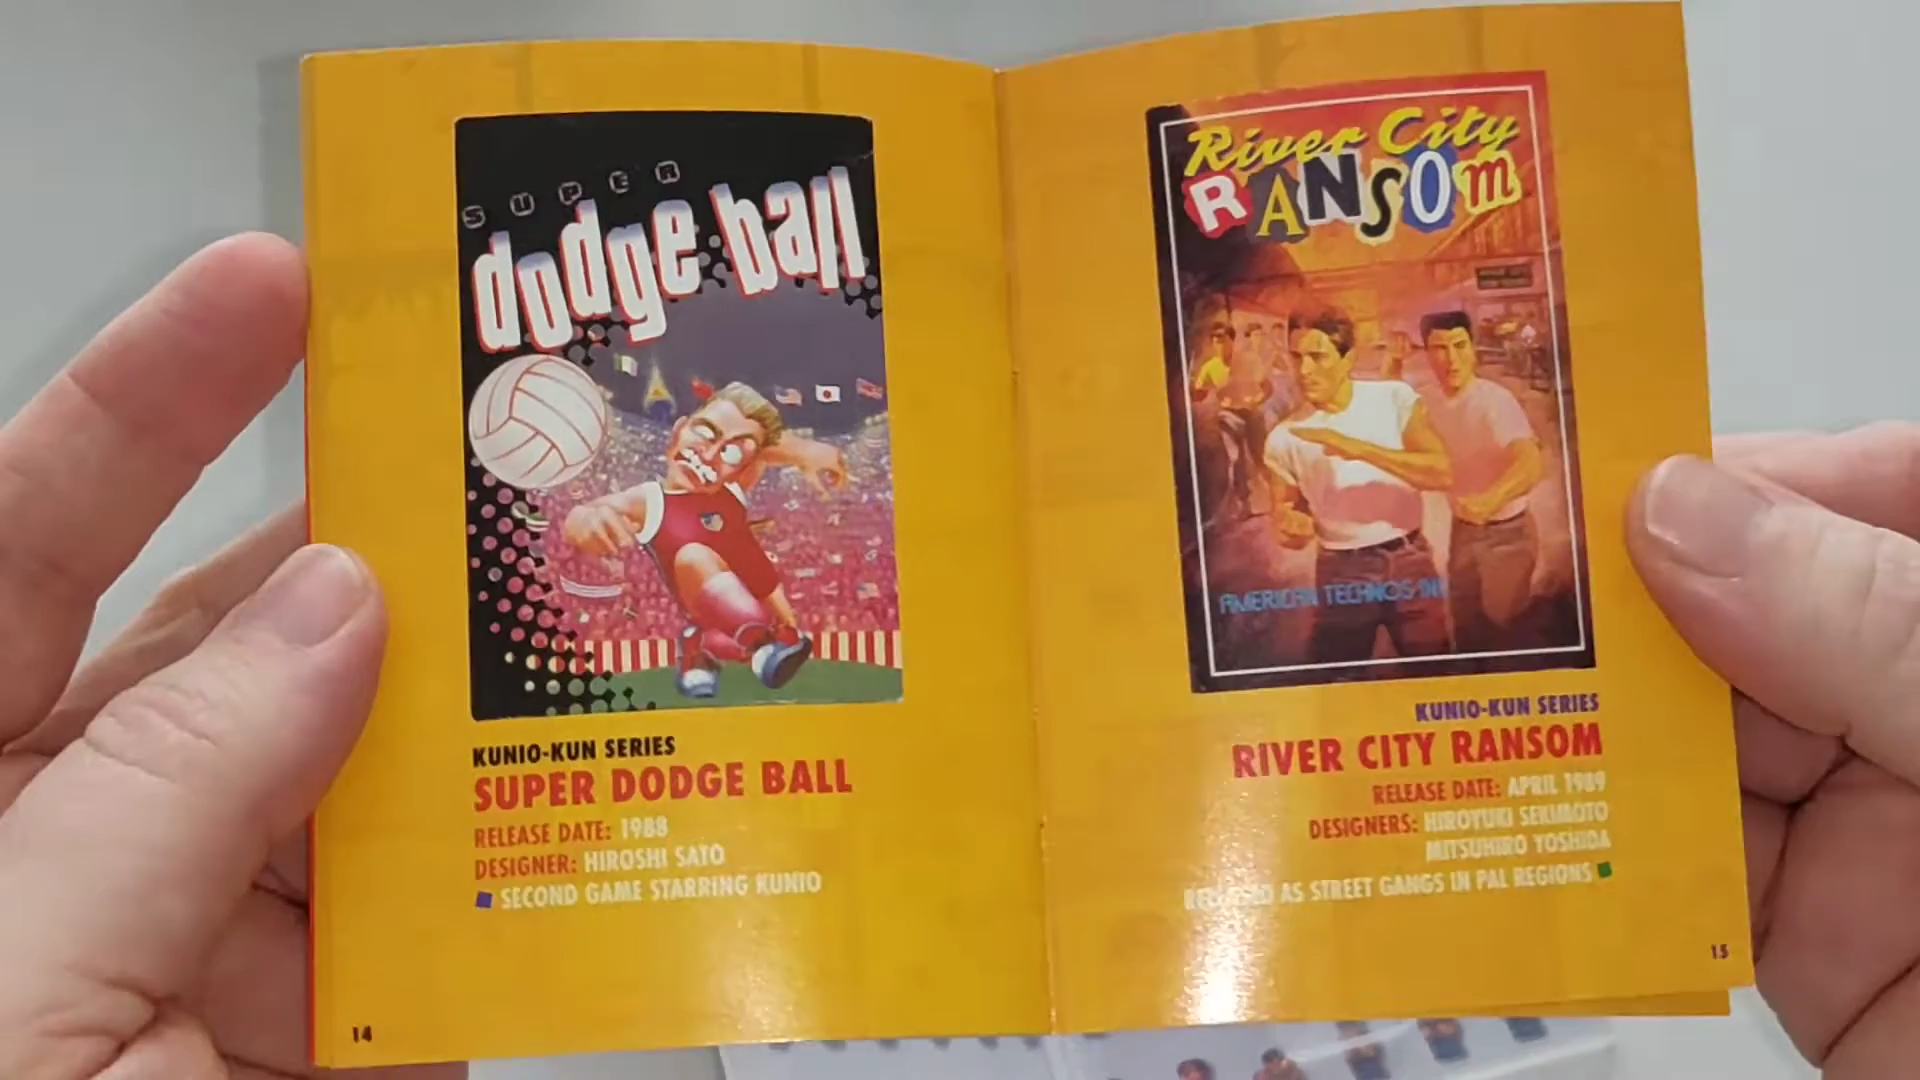 SUPER
dodge ball
KUNIO-KUN SERIES
SUPER DODGE BALL
RELEASE DATE: 1988
DESIGNER: HIROSHI SATO
SECOND GAME STARRING KUNIO
14
River City
RANSOm
AMERICAN TECHNOS IN
KUNIO-KUN SERIES
RIVER CITY RANSOM
RELEASE DATE: APRIL 1989
DESIGNERS: HIROYUKI SEKIMOTO
MITSUHIRO YOSHIDA
RELEASED AS STREET GANGS IN PAL REGIONS
15